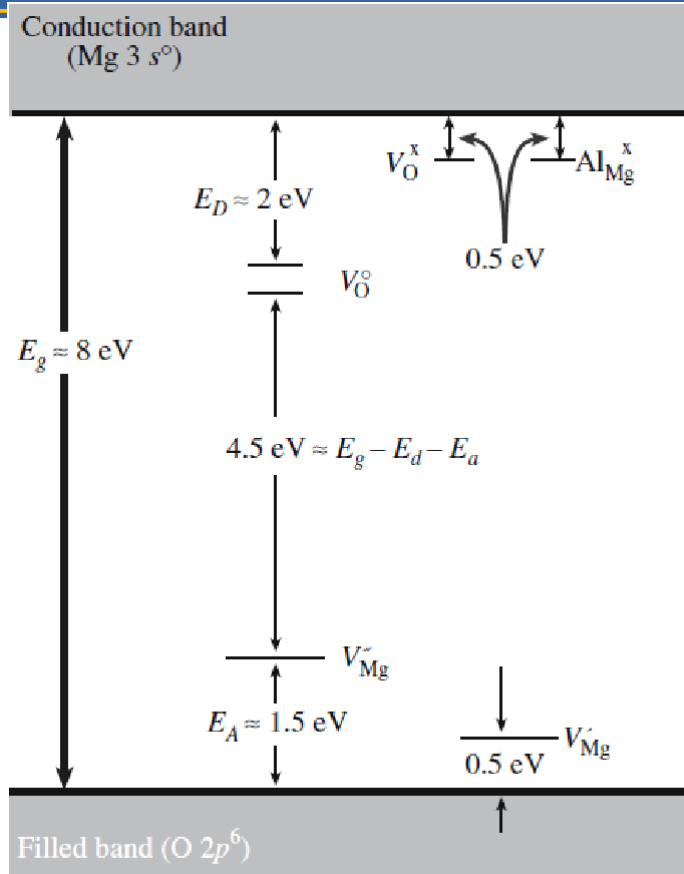 Conduction band
(Mg 3 s°)
V_O^x
Al_Mg^x
E_D ≈ 2 eV
0.5 eV
V_O^°
E_g ≈ 8 eV
4.5 eV ≈ E_g – E_d – E_a
V_Mg^″
E_A ≈ 1.5 eV
V_Mg^′
0.5 eV
Filled band (O 2p^6)